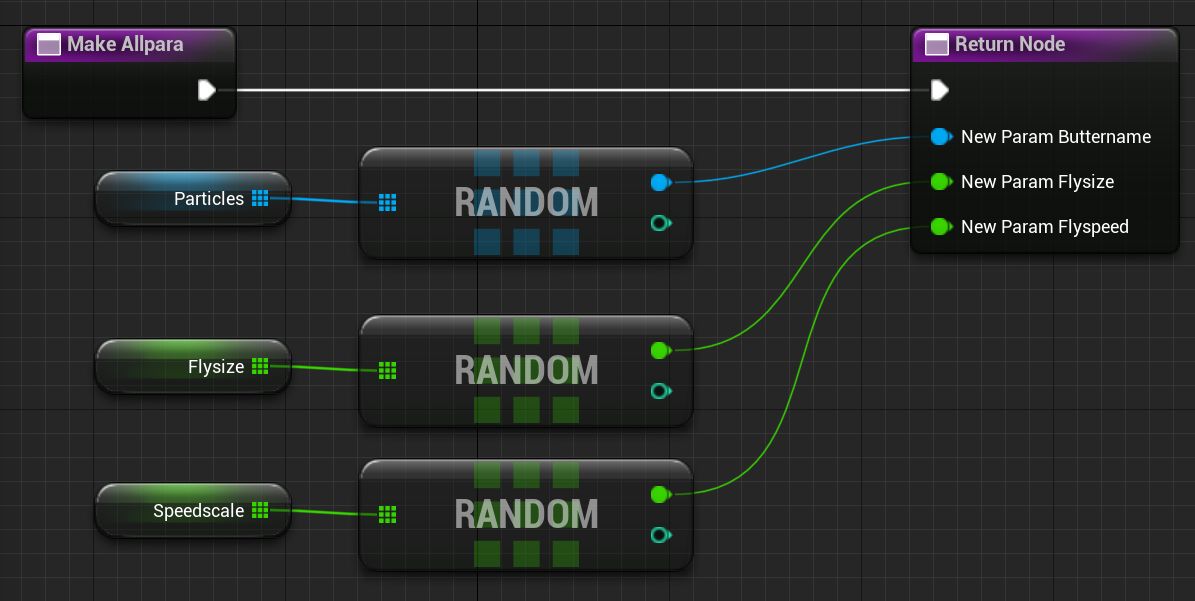 Make Allpara
Return Node
New Param Buttername
Particles
RANDOM
New Param Flysize
New Param Flyspeed
Flysize
RANDOM
Speedscale
RANDOM